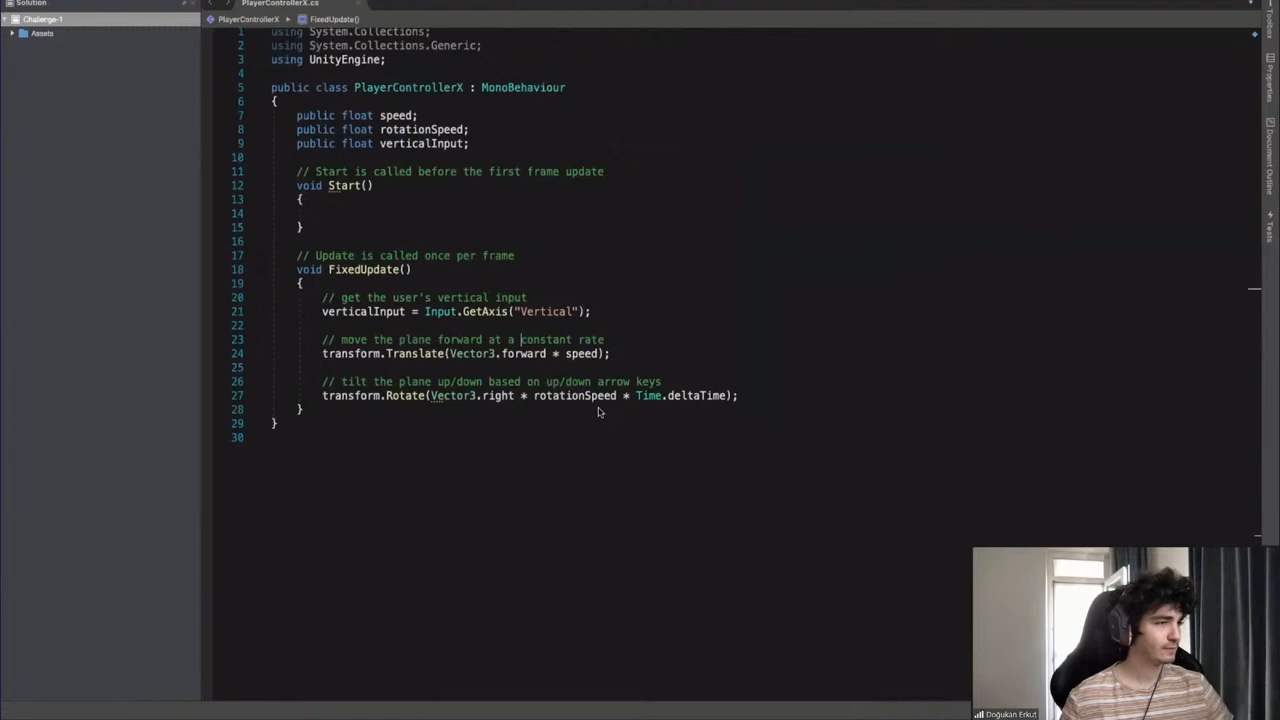 Solution
PlayerControllerX.cs
Challenge-1
Assets
PlayerControllerX
FixedUpdate()
1 using System.Collections;
2 using System.Collections.Generic;
3 using UnityEngine;
4
5 public class PlayerControllerX : MonoBehaviour
6 {
7 public float speed;
8 public float rotationSpeed;
9 public float verticalInput;
10
11 // Start is called before the first frame update
12 void Start()
13 {
14
15 }
16
17 // Update is called once per frame
18 void FixedUpdate()
19 {
20 // get the user's vertical input
21 verticalInput = Input.GetAxis("Vertical");
22
23 // move the plane forward at a constant rate
24 transform.Translate(Vector3.forward * speed);
25
26 // tilt the plane up/down based on up/down arrow keys
27 transform.Rotate(Vector3.right * rotationSpeed * Time.deltaTime);
28 }
29 }
30
Toolbox
Properties
Document Outline
Tests
Doğukan Erkut